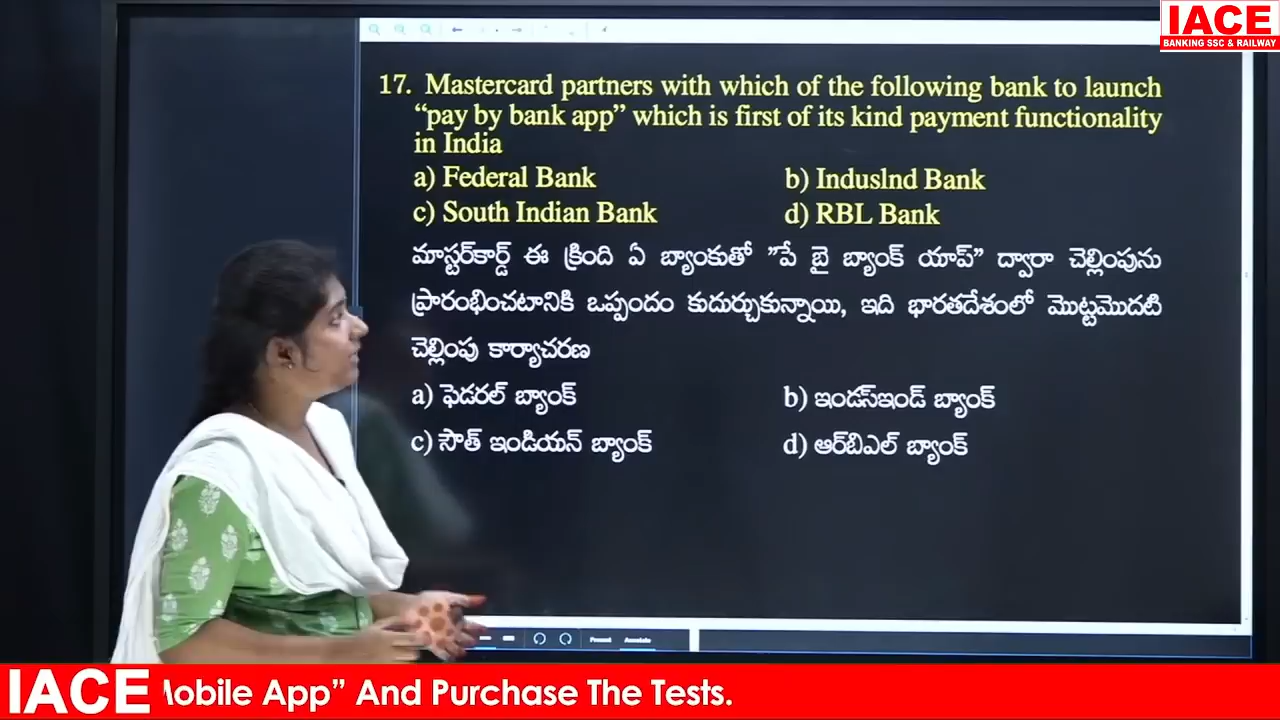 IACE
BANKING SSC & RAILWAY
17. Mastercard partners with which of the following bank to launch
“pay by bank app” which is first of its kind payment functionality
in India
a) Federal Bank b) Induslnd Bank
c) South Indian Bank d) RBL Bank
మాస్టర్‌కార్డ్ ఈ క్రింది ఏ బ్యాంకుతో ”పే బై బ్యాంక్ యాప్” ద్వారా చెల్లింపును
ప్రారంభించటానికి ఒప్పందం కుదుర్చుకున్నాయి, ఇది భారతదేశంలో మొట్టమొదటి
చెల్లింపు కార్యాచరణ
a) ఫెడరల్ బ్యాంక్ b) ఇండస్‌ఇండ్ బ్యాంక్
c) సౌత్ ఇండియన్ బ్యాంక్ d) ఆర్‌బిఎల్ బ్యాంక్
Present Annotate
IACE Mobile App” And Purchase The Tests.